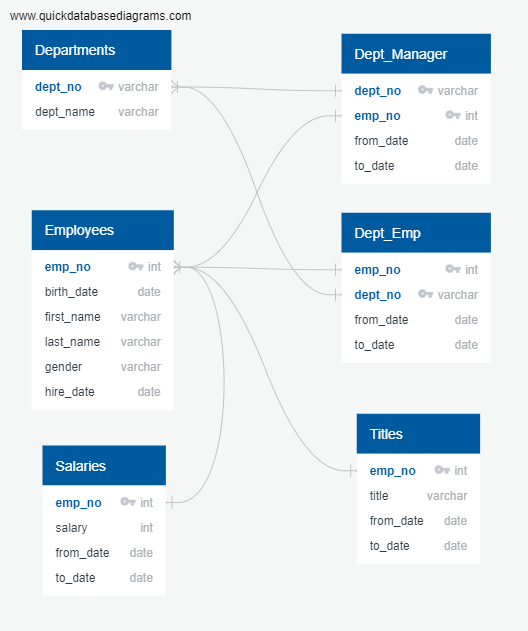 www.quickdatabasediagrams.com
Departments
dept_no varchar
dept_name varchar
Dept_Manager
dept_no varchar
emp_no int
from_date date
to_date date
Employees
emp_no int
birth_date date
first_name varchar
last_name varchar
gender varchar
hire_date date
Dept_Emp
emp_no int
dept_no varchar
from_date date
to_date date
Salaries
emp_no int
salary int
from_date date
to_date date
Titles
emp_no int
title varchar
from_date date
to_date date